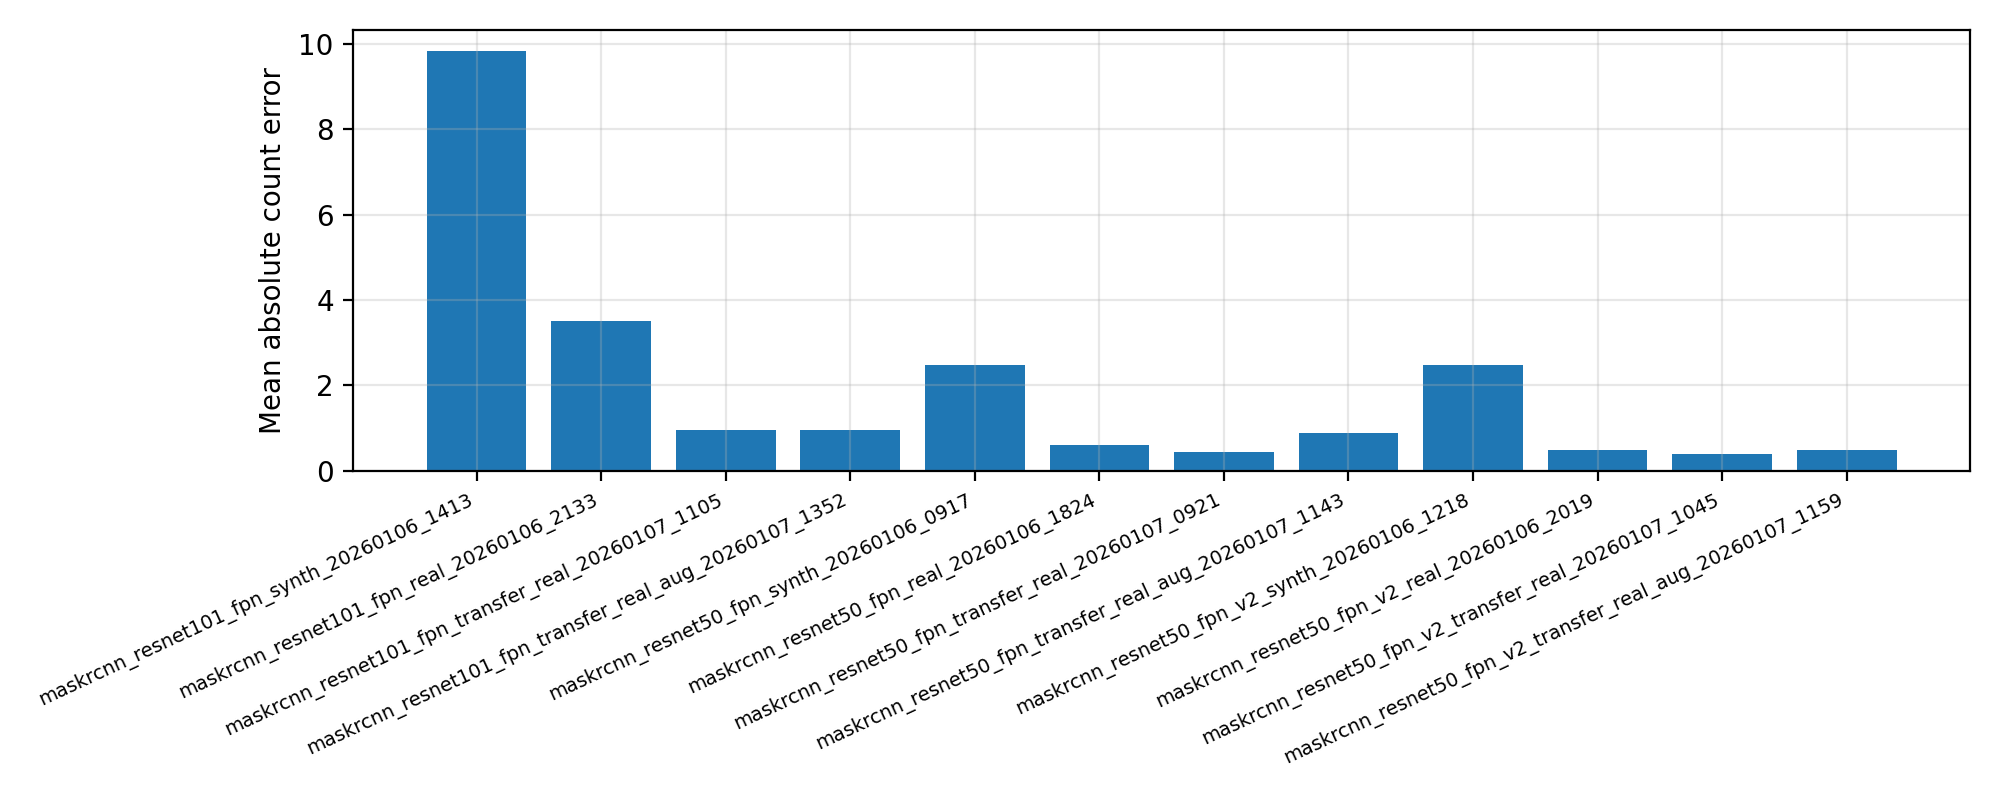 Mean absolute count error
10
8
6
4
2
0
maskrcnn_resnet101_fpn_synth_20260106_1413
maskrcnn_resnet101_fpn_real_20260106_2133
maskrcnn_resnet101_fpn_transfer_real_20260107_1105
maskrcnn_resnet101_fpn_transfer_real_aug_20260107_1352
maskrcnn_resnet50_fpn_synth_20260106_0917
maskrcnn_resnet50_fpn_real_20260106_1824
maskrcnn_resnet50_fpn_transfer_real_20260107_0921
maskrcnn_resnet50_fpn_transfer_real_aug_20260107_1143
maskrcnn_resnet50_fpn_v2_synth_20260106_1218
maskrcnn_resnet50_fpn_v2_real_20260106_2019
maskrcnn_resnet50_fpn_v2_transfer_real_20260107_1045
maskrcnn_resnet50_fpn_v2_transfer_real_aug_20260107_1159